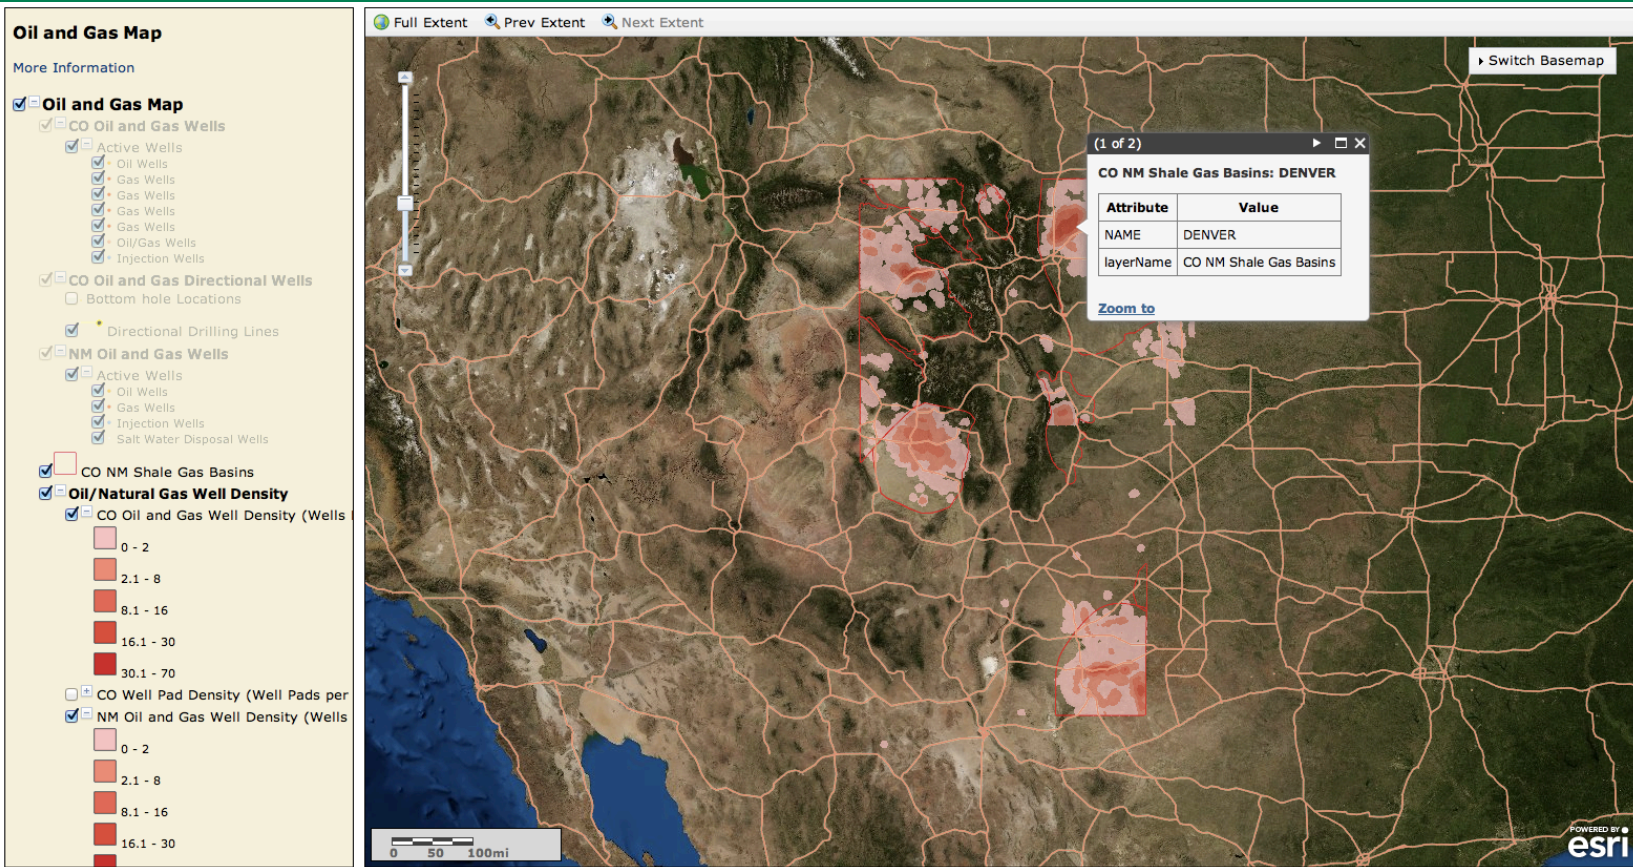 Oil and Gas Map
More Information
Oil and Gas Map
CO Oil and Gas Wells
Active Wells
Oil Wells
Gas Wells
Gas Wells
Gas Wells
Gas Wells
Oil/Gas Wells
Injection Wells
CO Oil and Gas Directional Wells
Bottom hole Locations
Directional Drilling Lines
NM Oil and Gas Wells
Active Wells
Oil Wells
Gas Wells
Injection Wells
Salt Water Disposal Wells
CO NM Shale Gas Basins
Oil/Natural Gas Well Density
CO Oil and Gas Well Density (Wells
0 - 2
2.1 - 8
8.1 - 16
16.1 - 30
30.1 - 70
CO Well Pad Density (Well Pads per
NM Oil and Gas Well Density (Wells
0 - 2
2.1 - 8
8.1 - 16
16.1 - 30
Full Extent Prev Extent Next Extent
Switch Basemap
(1 of 2)
CO NM Shale Gas Basins: DENVER
Attribute Value
NAME DENVER
layerName CO NM Shale Gas Basins
Zoom to
0 50 100mi
POWERED BY
esri